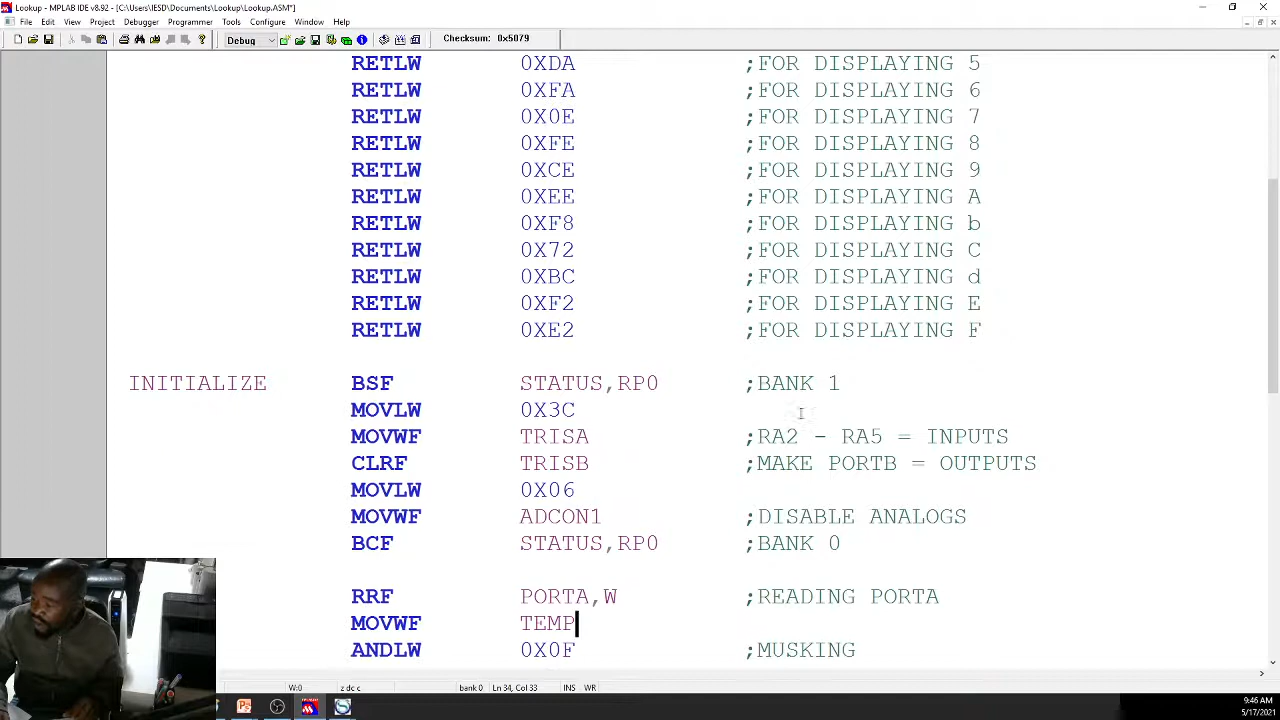 Lookup - MPLAB IDE v8.92 - [C:\Users\IESD\Documents\Lookup\Lookup.ASM*]
File Edit View Project Debugger Programmer Tools Configure Window Help
Debug Checksum: 0x5079
RETLW 0XDA ;FOR DISPLAYING 5
RETLW 0XFA ;FOR DISPLAYING 6
RETLW 0X0E ;FOR DISPLAYING 7
RETLW 0XFE ;FOR DISPLAYING 8
RETLW 0XCE ;FOR DISPLAYING 9
RETLW 0XEE ;FOR DISPLAYING A
RETLW 0XF8 ;FOR DISPLAYING b
RETLW 0X72 ;FOR DISPLAYING C
RETLW 0XBC ;FOR DISPLAYING d
RETLW 0XF2 ;FOR DISPLAYING E
RETLW 0XE2 ;FOR DISPLAYING F
INITIALIZE BSF STATUS,RP0 ;BANK 1
MOVLW 0X3C
MOVWF TRISA ;RA2 - RA5 = INPUTS
CLRF TRISB ;MAKE PORTB = OUTPUTS
MOVLW 0X06
MOVWF ADCON1 ;DISABLE ANALOGS
BCF STATUS,RP0 ;BANK 0
RRF PORTA,W ;READING PORTA
MOVWF TEMP
ANDLW 0X0F ;MUSKING
W:0 z dc c bank 0 Ln 34, Col 33 INS WR
9:46 AM
5/17/2021